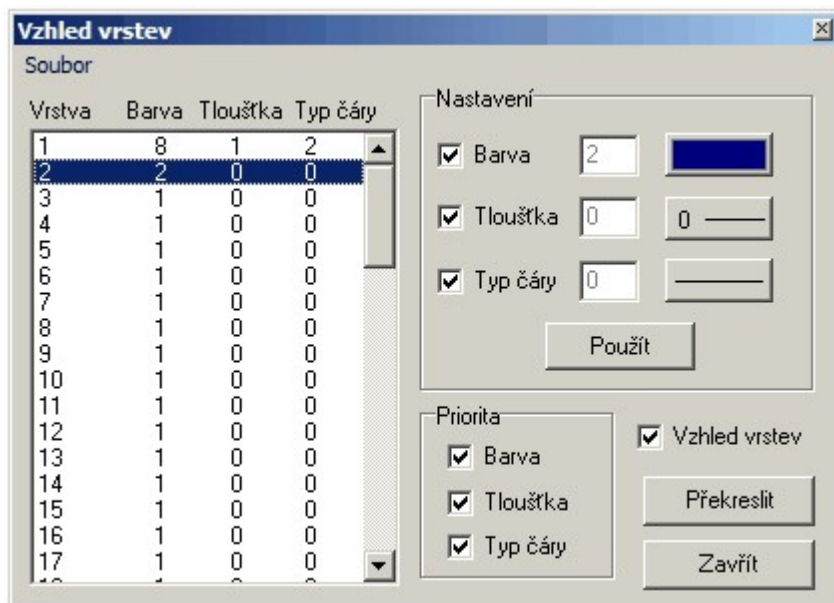 Vzhled vrstev
Soubor
Vrstva Barva Tloušťka Typ čáry
1 8 1 2
2 2 0 0
3 1 0 0
4 1 0 0
5 1 0 0
6 1 0 0
7 1 0 0
8 1 0 0
9 1 0 0
10 1 0 0
11 1 0 0
12 1 0 0
13 1 0 0
14 1 0 0
15 1 0 0
16 1 0 0
17 1 0 0
Nastavení
Barva 2
Tloušťka 0 0
Typ čáry 0
Použít
Priorita
Barva
Tloušťka
Typ čáry
Vzhled vrstev
Překreslit
Zavřít